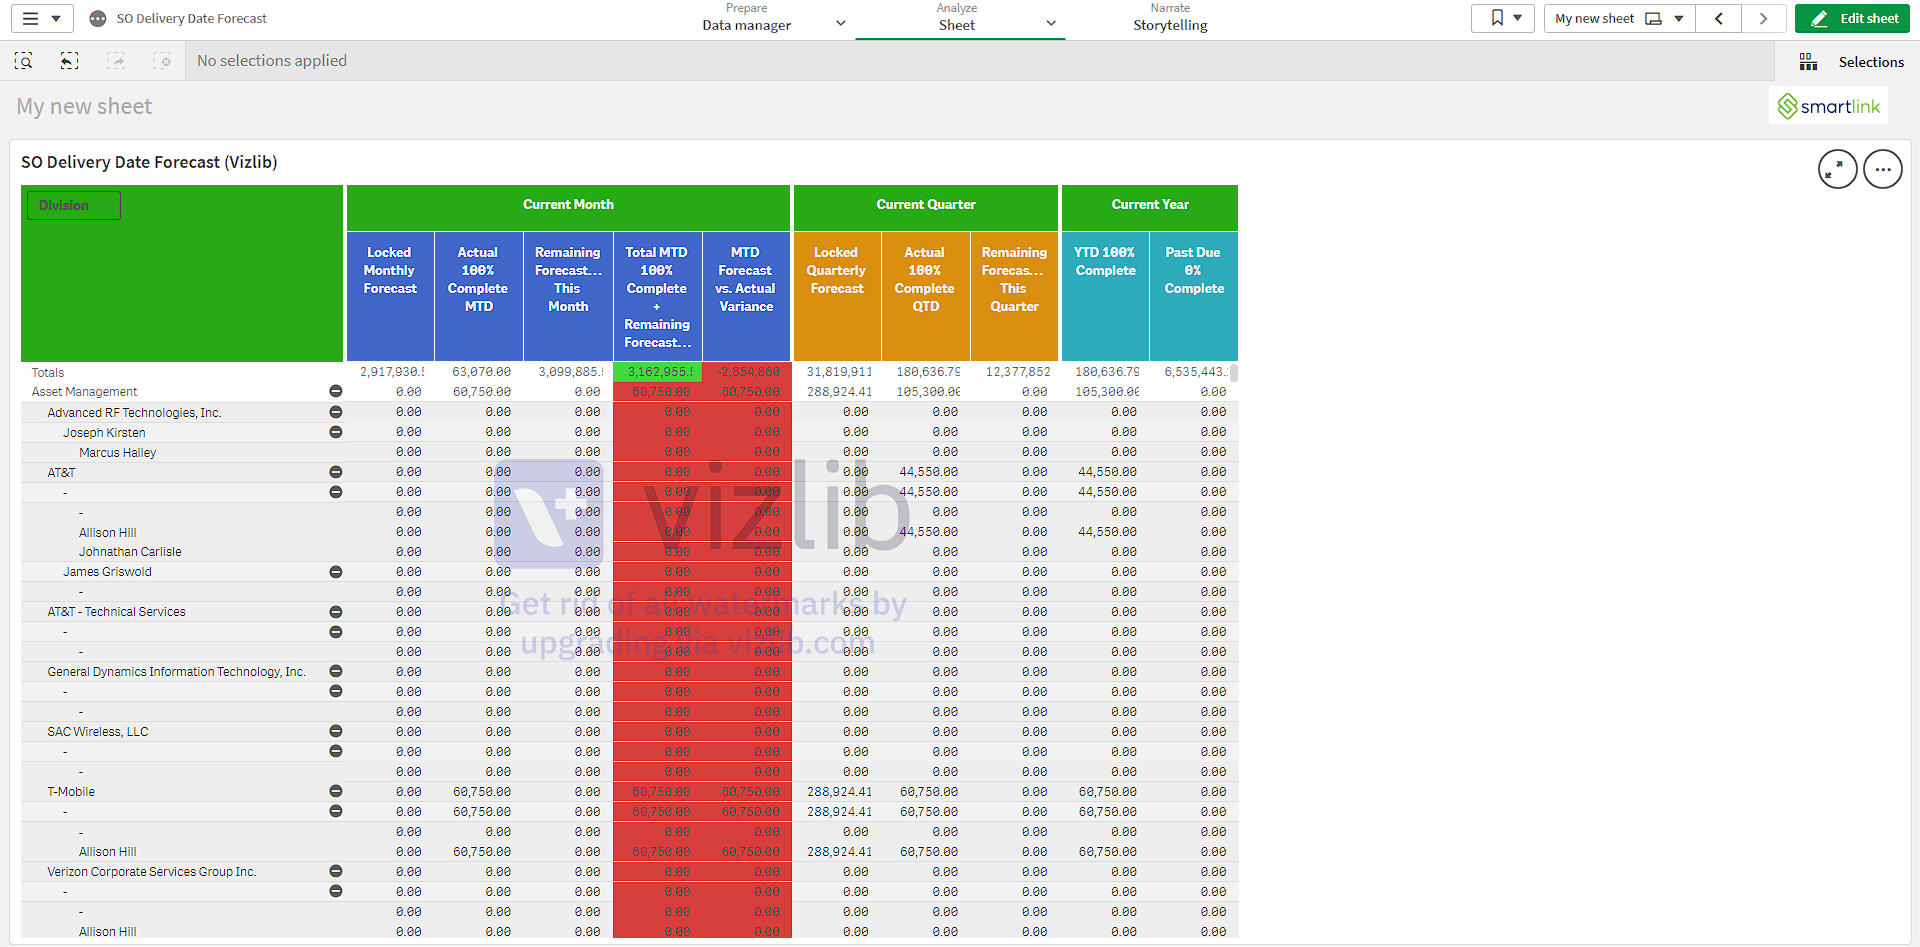 SO Delivery Date Forecast
Prepare
Data manager
Analyze
Sheet
Narrate
Storytelling
My new sheet
Edit sheet
No selections applied
Selections
My new sheet
smartlink
SO Delivery Date Forecast (Vizlib)
Division
Current Month Current Quarter Current Year
Locked Monthly Forecast
Actual 100% Complete MTD
Remaining Forecast... This Month
Total MTD 100% Complete + Remaining Forecast...
MTD Forecast vs. Actual Variance
Locked Quarterly Forecast
Actual 100% Complete QTD
Remaining Forecas... This Quarter
YTD 100% Complete
Past Due 0% Complete
Totals 2,917,930.5 63,070.00 3,099,885. 3,162,955.5 -2,854,860 31,819,911 180,636.79 12,377,852 180,636.79 6,535,443.
Asset Management 0.00 60,750.00 0.00 60,750.00 60,750.00 288,924.41 105,300.00 0.00 105,300.00 0.00
Advanced RF Technologies, Inc. 0.00 0.00 0.00 0.00 0.00 0.00 0.00 0.00 0.00 0.00
Joseph Kirsten 0.00 0.00 0.00 0.00 0.00 0.00 0.00 0.00 0.00 0.00
Marcus Hailey 0.00 0.00 0.00 0.00 0.00 0.00 0.00 0.00 0.00 0.00
AT&T 0.00 0.00 0.00 0.00 0.00 0.00 44,550.00 0.00 44,550.00 0.00
- 0.00 0.00 0.00 0.00 0.00 0.00 44,550.00 0.00 44,550.00 0.00
- 0.00 0.00 0.00 0.00 0.00 0.00 0.00 0.00 0.00 0.00
Allison Hill 0.00 0.00 0.00 0.00 0.00 0.00 44,550.00 0.00 44,550.00 0.00
Johnathan Carlisle 0.00 0.00 0.00 0.00 0.00 0.00 0.00 0.00 0.00 0.00
James Griswold 0.00 0.00 0.00 0.00 0.00 0.00 0.00 0.00 0.00 0.00
- 0.00 0.00 0.00 0.00 0.00 0.00 0.00 0.00 0.00 0.00
AT&T - Technical Services 0.00 0.00 0.00 0.00 0.00 0.00 0.00 0.00 0.00 0.00
- 0.00 0.00 0.00 0.00 0.00 0.00 0.00 0.00 0.00 0.00
- 0.00 0.00 0.00 0.00 0.00 0.00 0.00 0.00 0.00 0.00
General Dynamics Information Technology, Inc. 0.00 0.00 0.00 0.00 0.00 0.00 0.00 0.00 0.00 0.00
- 0.00 0.00 0.00 0.00 0.00 0.00 0.00 0.00 0.00 0.00
- 0.00 0.00 0.00 0.00 0.00 0.00 0.00 0.00 0.00 0.00
SAC Wireless, LLC 0.00 0.00 0.00 0.00 0.00 0.00 0.00 0.00 0.00 0.00
- 0.00 0.00 0.00 0.00 0.00 0.00 0.00 0.00 0.00 0.00
- 0.00 0.00 0.00 0.00 0.00 0.00 0.00 0.00 0.00 0.00
T-Mobile 0.00 60,750.00 0.00 60,750.00 60,750.00 288,924.41 60,750.00 0.00 60,750.00 0.00
- 0.00 60,750.00 0.00 60,750.00 60,750.00 288,924.41 60,750.00 0.00 60,750.00 0.00
- 0.00 0.00 0.00 0.00 0.00 0.00 0.00 0.00 0.00 0.00
Allison Hill 0.00 60,750.00 0.00 60,750.00 60,750.00 288,924.41 60,750.00 0.00 60,750.00 0.00
Verizon Corporate Services Group Inc. 0.00 0.00 0.00 0.00 0.00 0.00 0.00 0.00 0.00 0.00
- 0.00 0.00 0.00 0.00 0.00 0.00 0.00 0.00 0.00 0.00
- 0.00 0.00 0.00 0.00 0.00 0.00 0.00 0.00 0.00 0.00
Allison Hill 0.00 0.00 0.00 0.00 0.00 0.00 0.00 0.00 0.00 0.00
vizlib
Get rid of all watermarks by
upgrading via vizlib.com